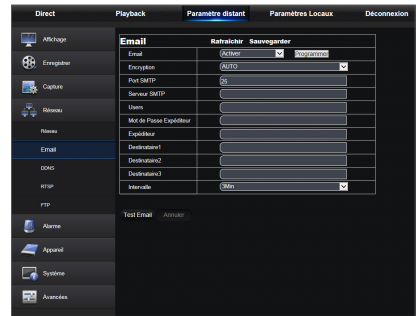 Direct Playback Paramètre distant Paramètres Locaux Déconnexion
Affichage
Enregistrer
Capture
Réseau
Réseau
Email
DDNS
RTSP
FTP
Alarme
Appareil
Système
Avancées
Email Rafraîchir Sauvegarder
Email Activer Programmer
Encryption AUTO
Port SMTP 25
Serveur SMTP
Users
Mot de Passe Expéditeur
Expéditeur
Destinataire1
Destinataire2
Destinataire3
Intervalle 3Min
Test Email Annuler